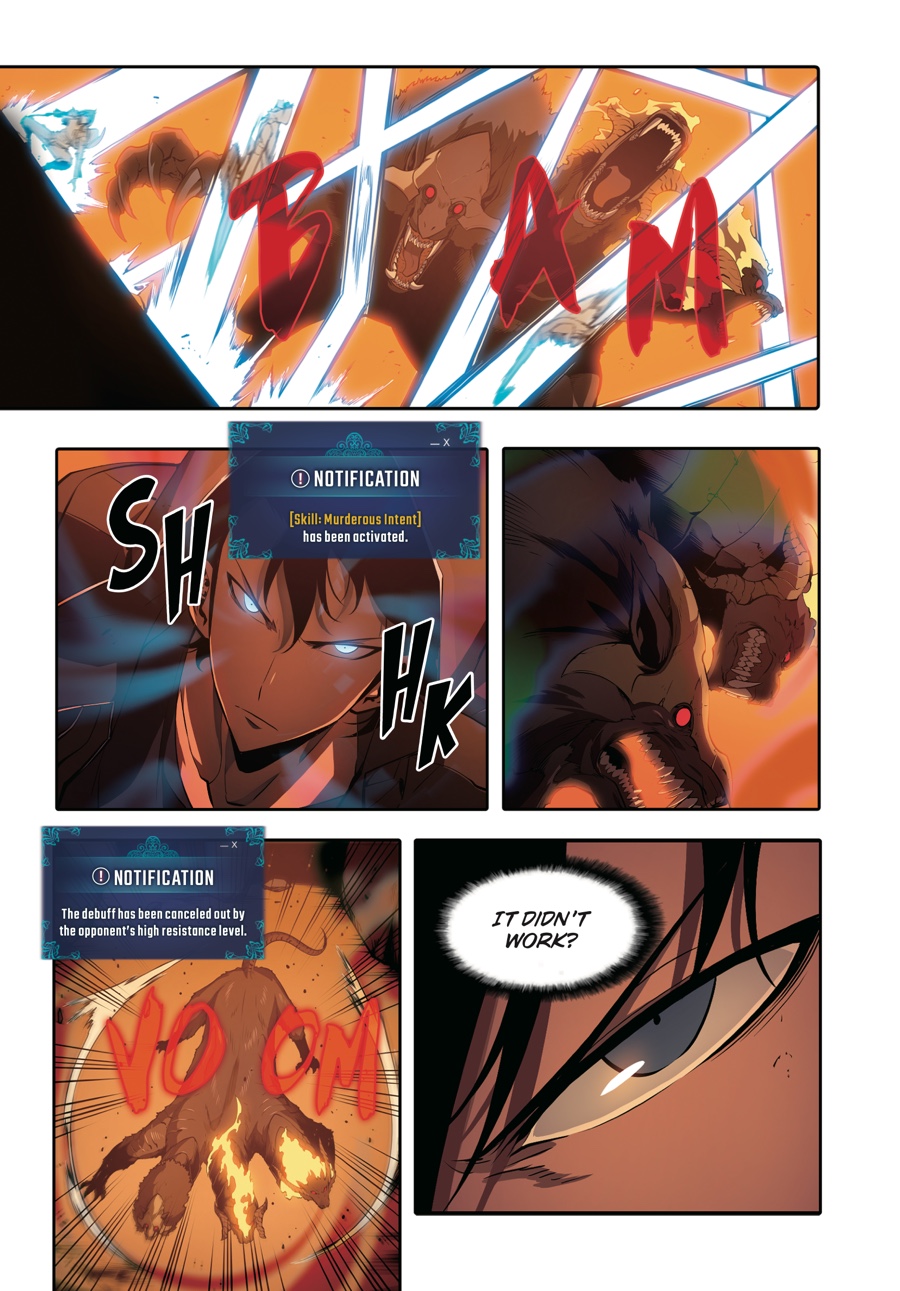 BAM
— X
! NOTIFICATION
[Skill: Murderous Intent]
has been activated.
SH
HK
— X
! NOTIFICATION
The debuff has been canceled out by
the opponent's high resistance level.
VOOM
IT DIDN'T
WORK?